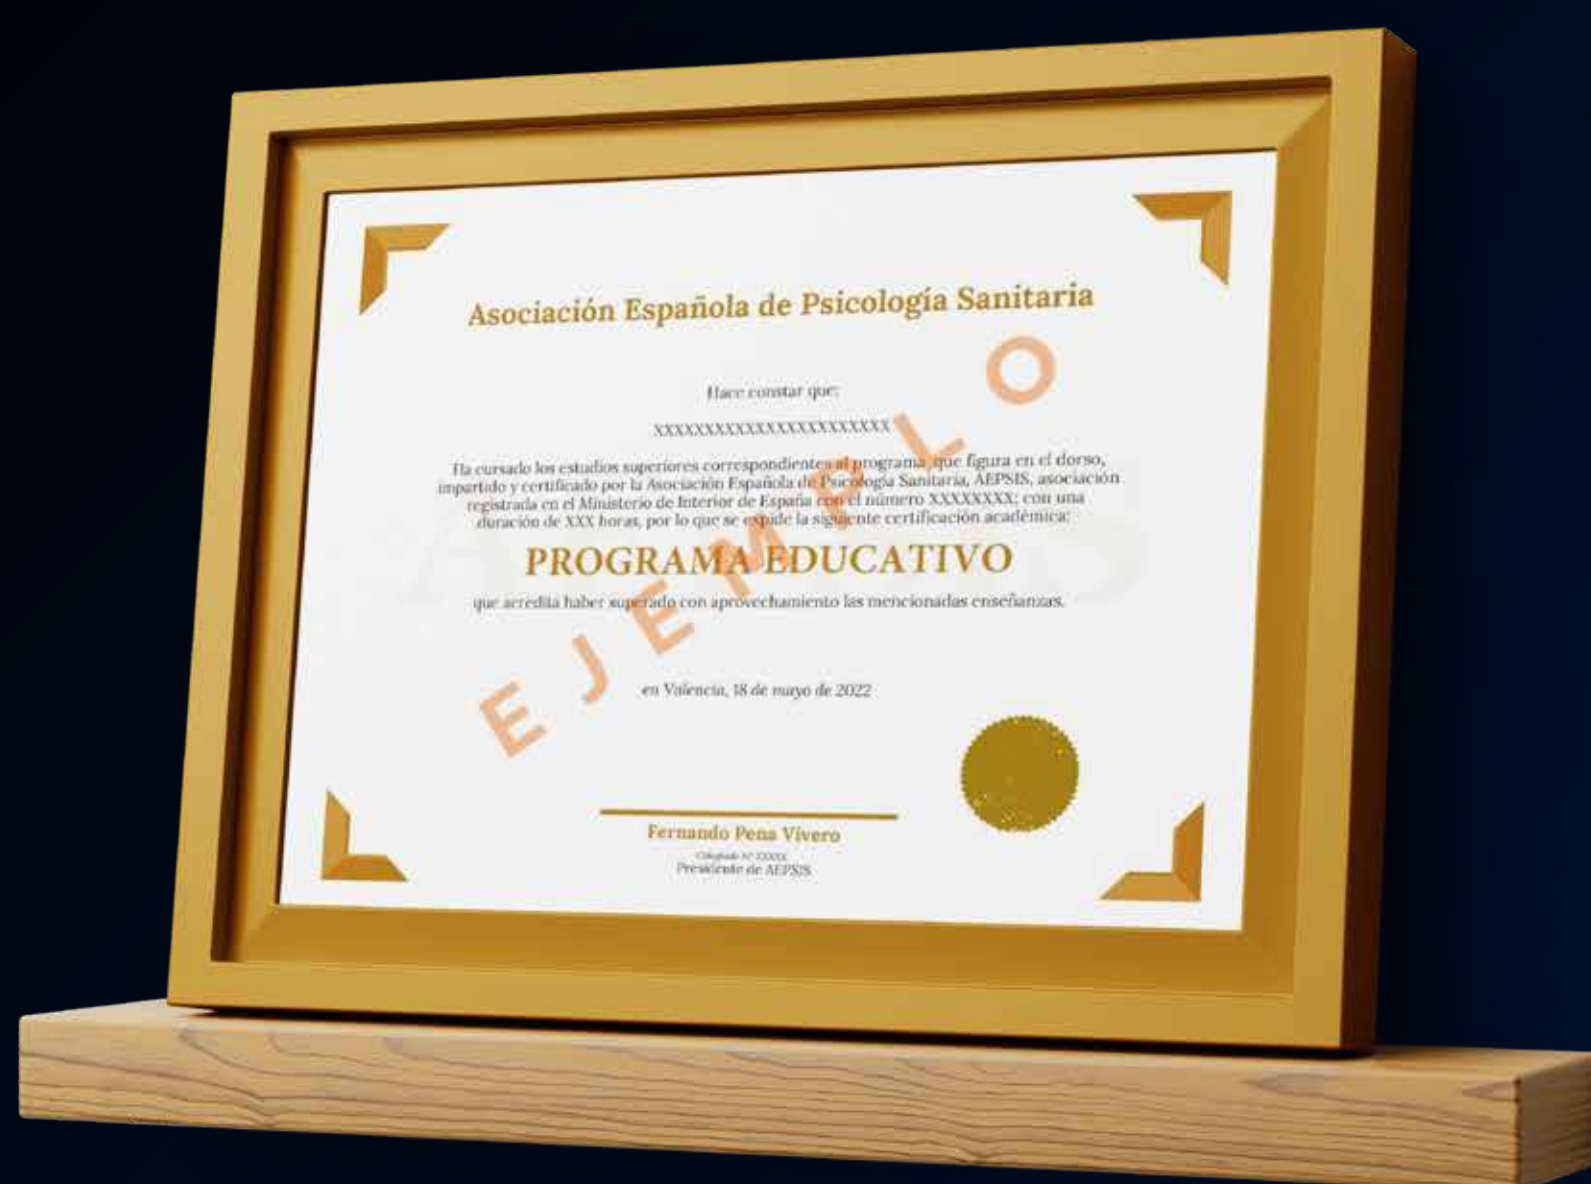 Asociación Española de Psicología Sanitaria
Hace constar que:
XXXXXXXXXXXXXXXXXXXXXXX
Ha cursado los estudios superiores correspondientes al programa que figura en el dorso,
impartido y certificado por la Asociación Española de Psicología Sanitaria, AEPSIS, asociación
registrada en el Ministerio de Interior de España con el número XXXXXXXX; con una
duración de XXX horas, por lo que se expide la siguiente certificación académica:
PROGRAMA EDUCATIVO
que acredita haber superado con aprovechamiento las mencionadas enseñanzas.
en Valencia, 18 de mayo de 2022
Fernando Pena Vivero
Colegiado Nº XXXXX
Presidente de AEPSIS
EJEMPLO